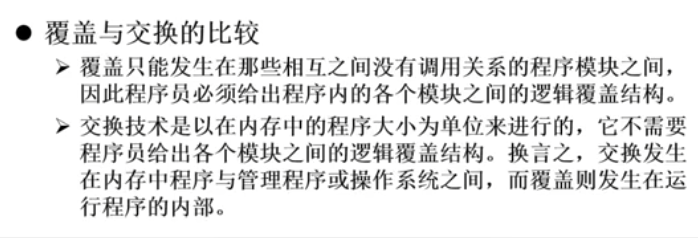 ● 覆盖与交换的比较
➢ 覆盖只能发生在那些相互之间没有调用关系的程序模块之间，
因此程序员必须给出程序内的各个模块之间的逻辑覆盖结构。
➢ 交换技术是以在内存中的程序大小为单位来进行的，它不需要
程序员给出各个模块之间的逻辑覆盖结构。换言之，交换发生
在内存中程序与管理程序或操作系统之间，而覆盖则发生在运
行程序的内部。